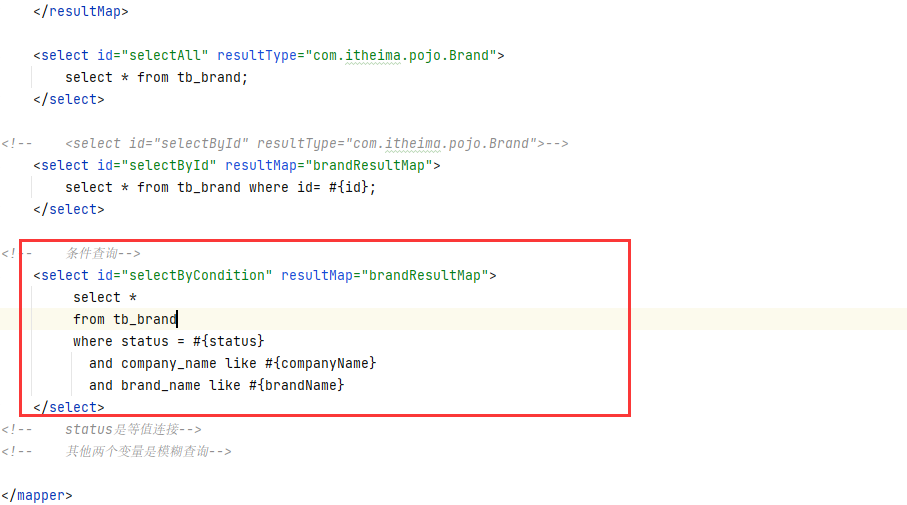 </resultMap>
<select id="selectAll" resultType="com.itheima.pojo.Brand">
select * from tb_brand;
</select>
<!-- <select id="selectById" resultType="com.itheima.pojo.Brand">-->
<select id="selectById" resultMap="brandResultMap">
select * from tb_brand where id= #{id};
</select>
<!-- 条件查询-->
<select id="selectByCondition" resultMap="brandResultMap">
select *
from tb_brand
where status = #{status}
and company_name like #{companyName}
and brand_name like #{brandName}
</select>
<!-- status是等值连接-->
<!-- 其他两个变量是模糊查询-->
</mapper>